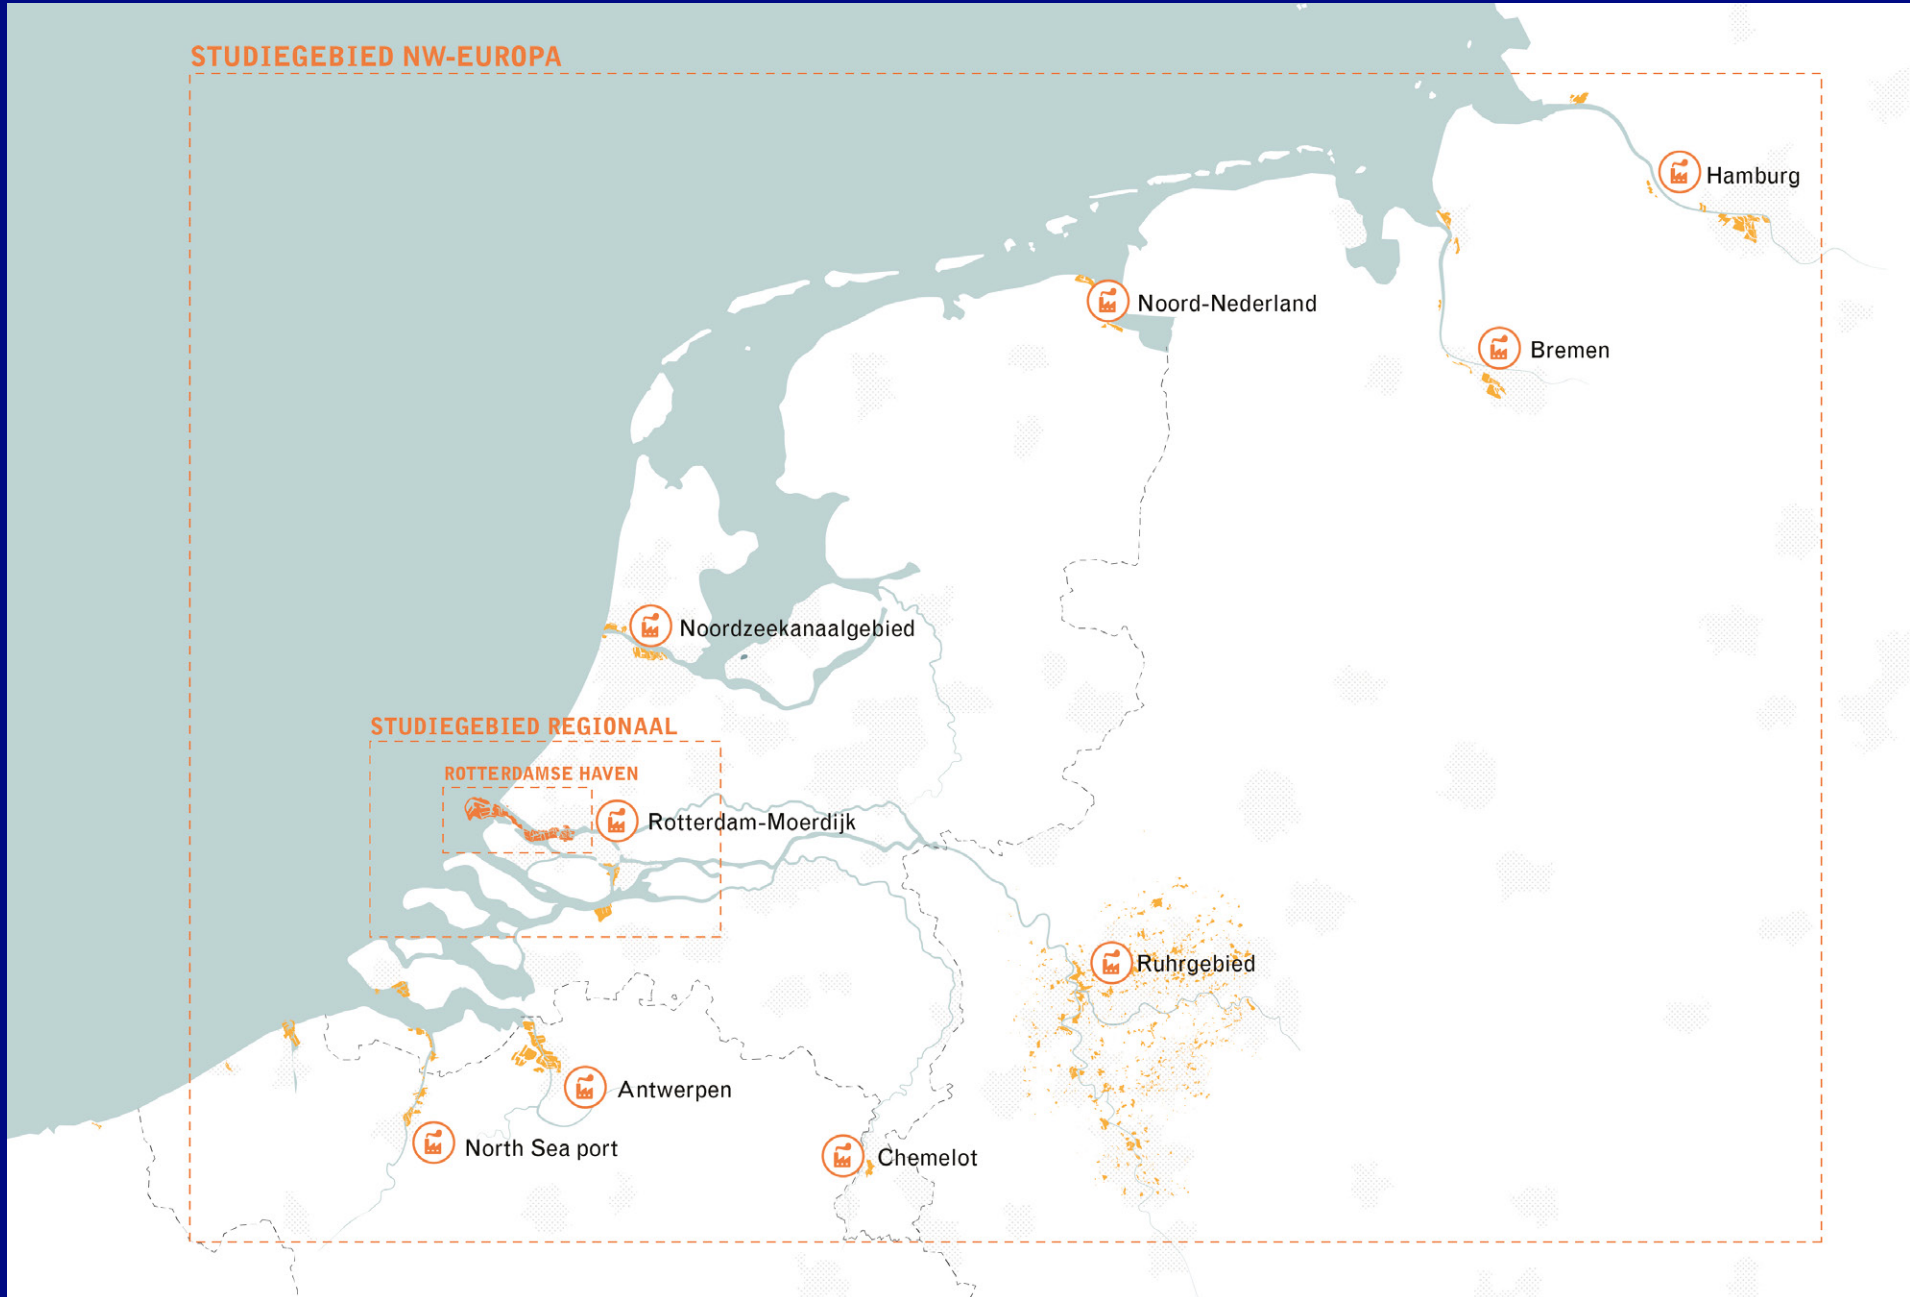 STUDIEGEBIED NW-EUROPA
Hamburg
Noord-Nederland
Bremen
Noordzeekanaalgebied
STUDIEGEBIED REGIONAAL
ROTTERDAMSE HAVEN
Rotterdam-Moerdijk
Ruhrgebied
Antwerpen
North Sea port
Chemelot